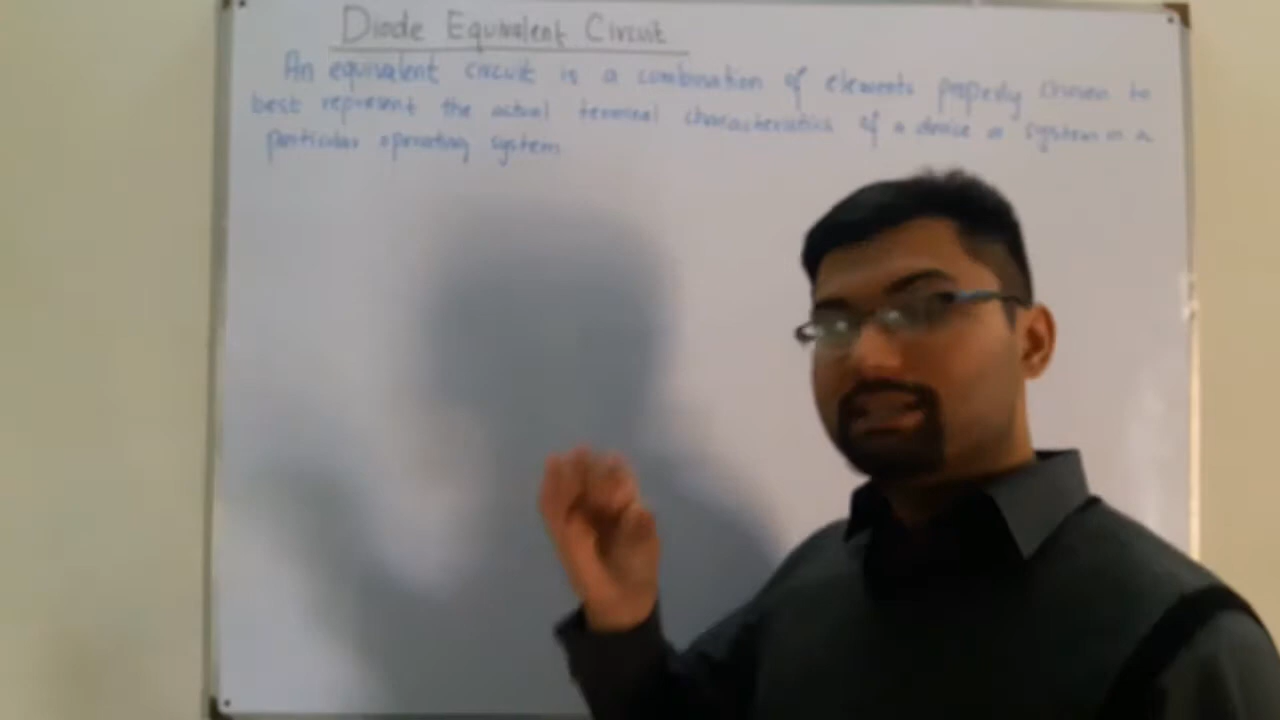 Diode Equivalent Circuit
An equivalent circuit is a combination of elements properly chosen to
best represent the actual terminal characteristics of a device or system in a
particular operating system